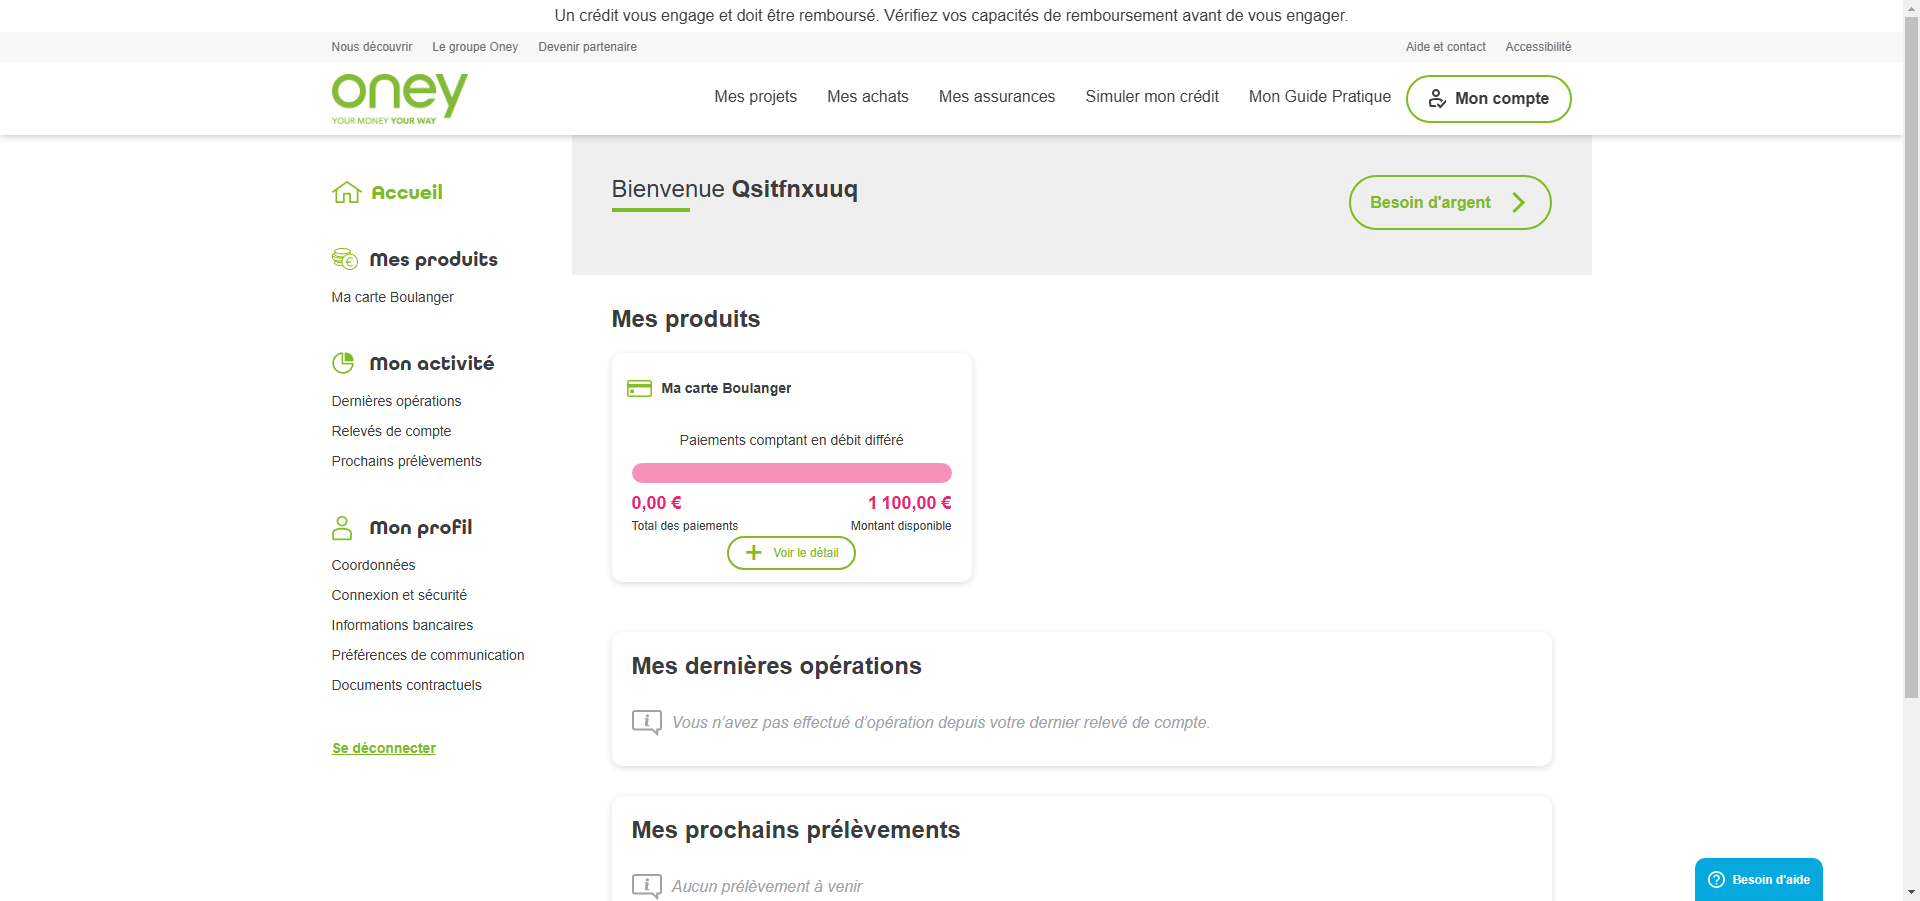 Un crédit vous engage et doit être remboursé. Vérifiez vos capacités de remboursement avant de vous engager.
Nous découvrir Le groupe Oney Devenir partenaire Aide et contact Accessibilité
oney
YOUR MONEY YOUR WAY
Mes projets Mes achats Mes assurances Simuler mon crédit Mon Guide Pratique Mon compte
Accueil
Mes produits
Ma carte Boulanger
Mon activité
Dernières opérations
Relevés de compte
Prochains prélèvements
Mon profil
Coordonnées
Connexion et sécurité
Informations bancaires
Préférences de communication
Documents contractuels
Se déconnecter
Bienvenue Qsitfnxuuq
Besoin d'argent
Mes produits
Ma carte Boulanger
Paiements comptant en débit différé
0,00 € 1 100,00 €
Total des paiements Montant disponible
Voir le détail
Mes dernières opérations
Vous n’avez pas effectué d’opération depuis votre dernier relevé de compte.
Mes prochains prélèvements
Aucun prélèvement à venir
Besoin d'aide